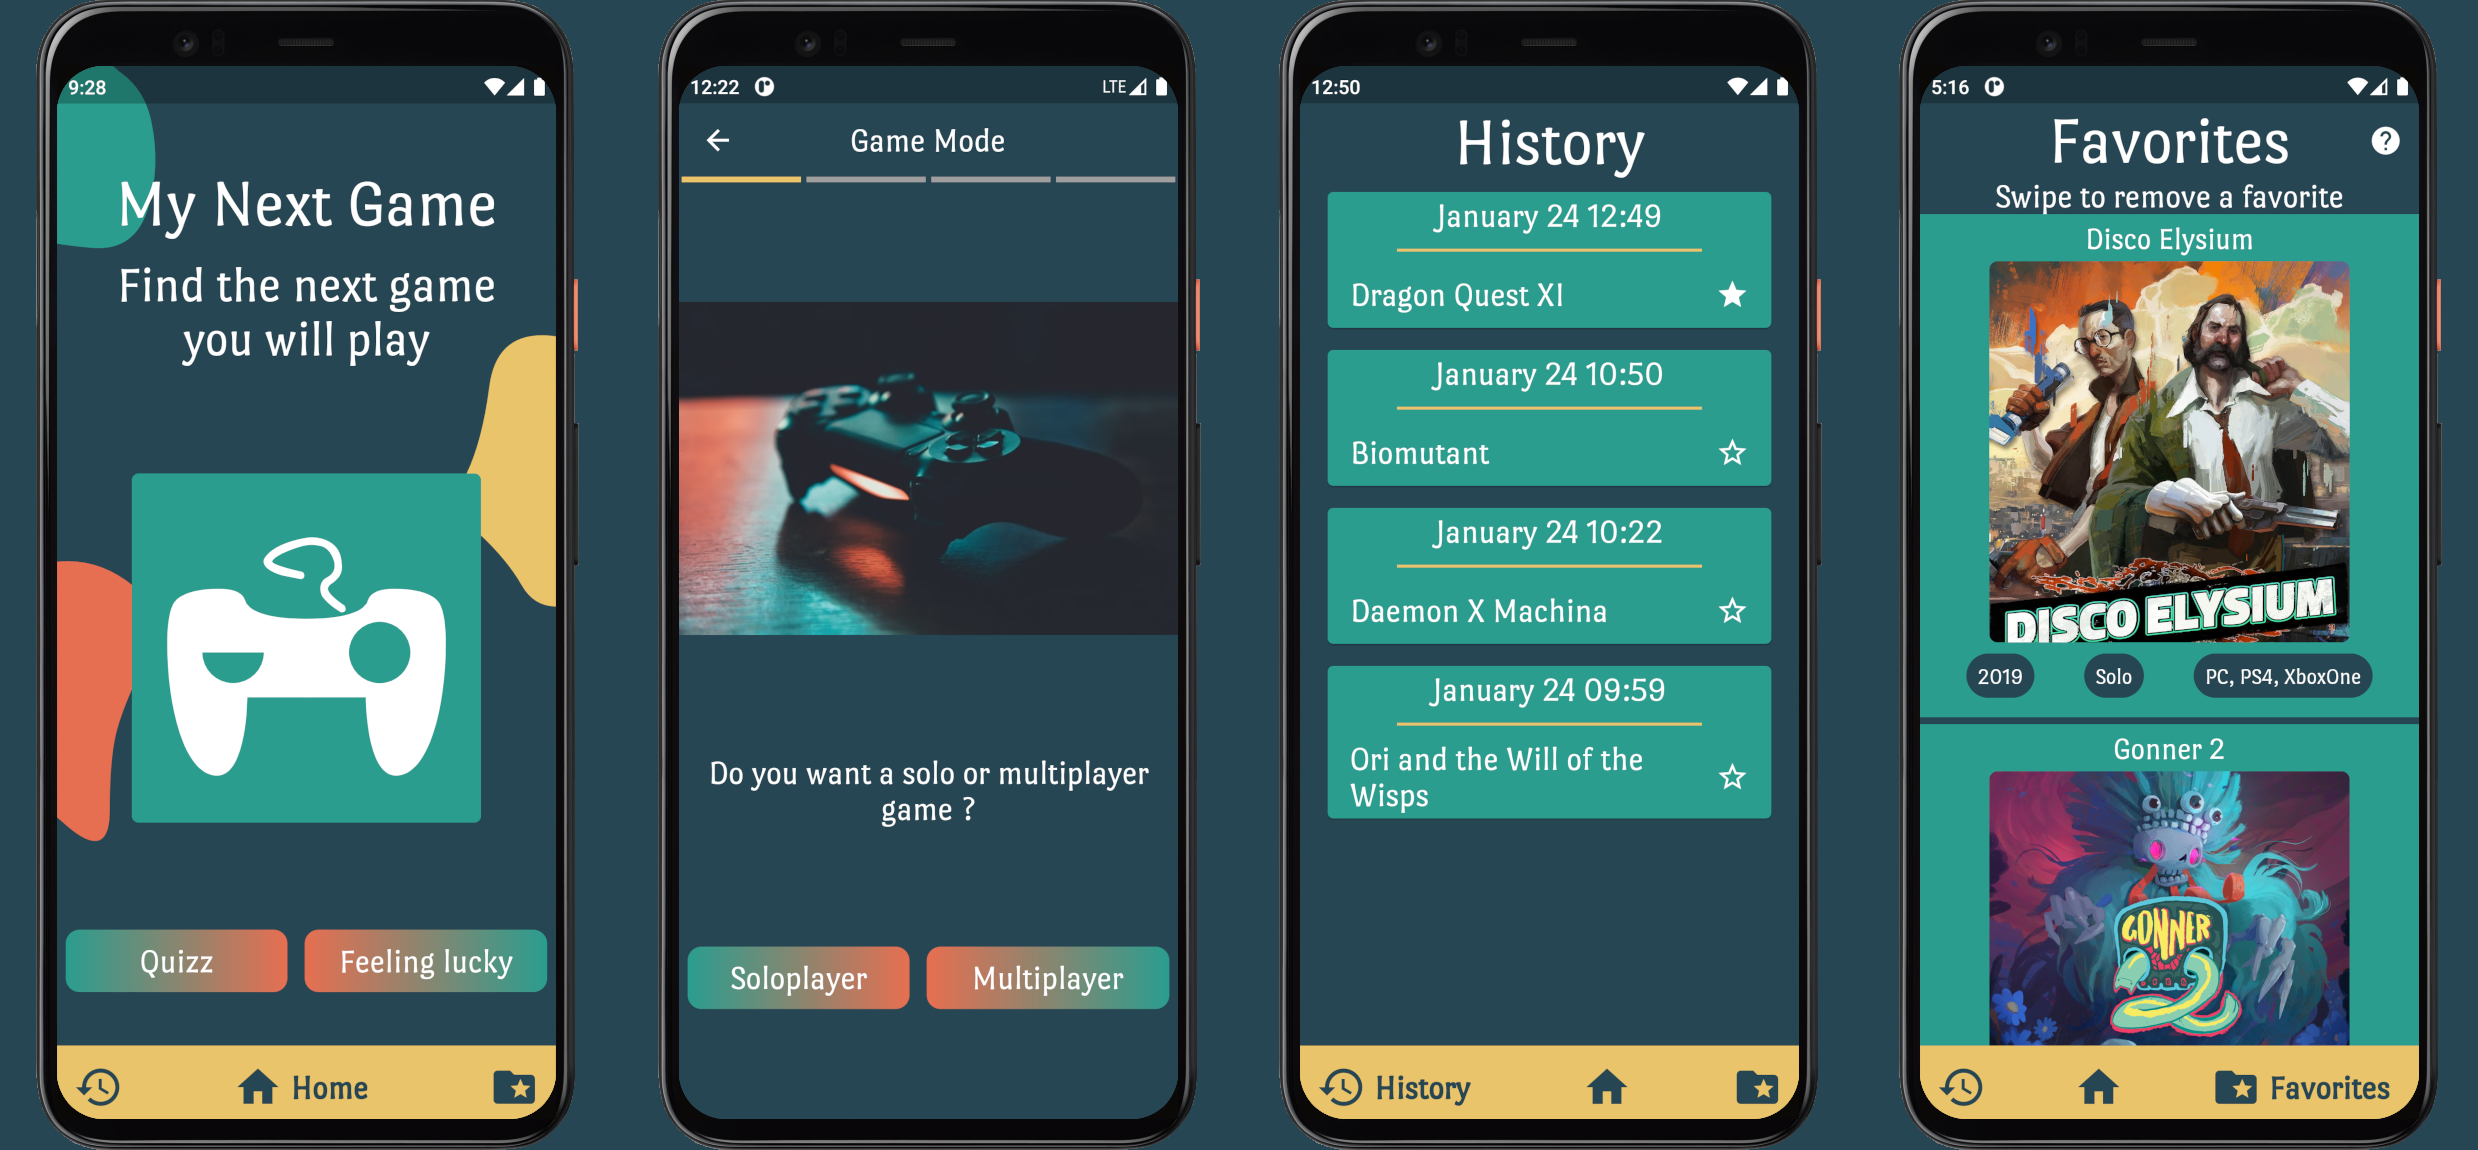 9:28
My Next Game
Find the next game
you will play
Quizz
Feeling lucky
Home
12:22
LTE
Game Mode
Do you want a solo or multiplayer
game ?
Soloplayer
Multiplayer
12:50
History
January 24 12:49
Dragon Quest XI
January 24 10:50
Biomutant
January 24 10:22
Daemon X Machina
January 24 09:59
Ori and the Will of the
Wisps
History
5:16
Favorites
?
Swipe to remove a favorite
Disco Elysium
DISCO ELYSIUM
2019
Solo
PC, PS4, XboxOne
Gonner 2
GONNER
2
Favorites